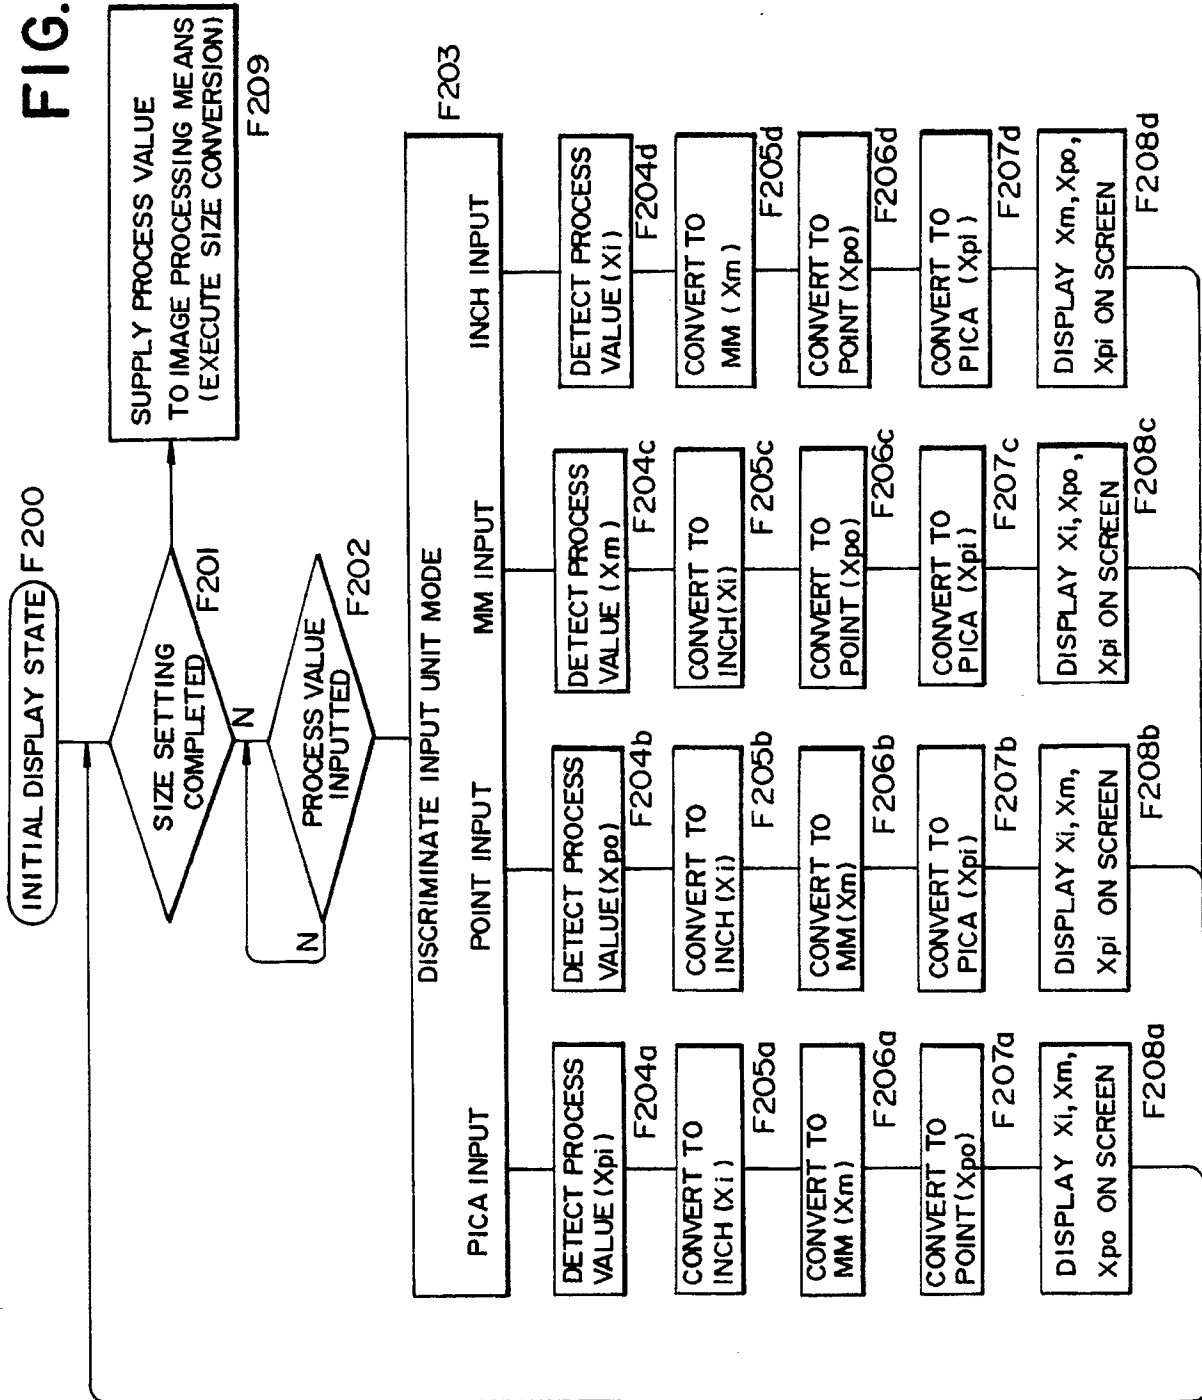 FIG.
INITIAL DISPLAY STATE
F200
SIZE SETTING
COMPLETED
F201
N
SUPPLY PROCESS VALUE
TO IMAGE PROCESSING MEANS
(EXECUTE SIZE CONVERSION)
F209
PROCESS VALUE
INPUTTED
F202
N
DISCRIMINATE INPUT UNIT MODE
F203
PICA INPUT
POINT INPUT
MM INPUT
INCH INPUT
DETECT PROCESS
VALUE(Xpi)
F204a
DETECT PROCESS
VALUE(Xpo)
F204b
DETECT PROCESS
VALUE (Xm)
F204c
DETECT PROCESS
VALUE(Xi)
F204d
CONVERT TO
INCH (Xi)
F205a
CONVERT TO
INCH(Xi)
F205b
CONVERT TO
INCH(Xi)
F205c
CONVERT TO
MM (Xm)
F205d
CONVERT TO
MM (Xm)
F206a
CONVERT TO
MM(Xm)
F206b
CONVERT TO
POINT (Xpo)
F206c
CONVERT TO
POINT(Xpo)
F206d
CONVERT TO
POINT(Xpo)
F207a
CONVERT TO
PICA (Xpi)
F207b
CONVERT TO
PICA (Xpi)
F207c
CONVERT TO
PICA (Xpi)
F207d
DISPLAY Xi,Xm,
Xpo ON SCREEN
F208a
DISPLAY Xi,Xm,
Xpi ON SCREEN
F208b
DISPLAY Xi,Xpo,
Xpi ON SCREEN
F208c
DISPLAY Xm,Xpo,
Xpi ON SCREEN
F208d